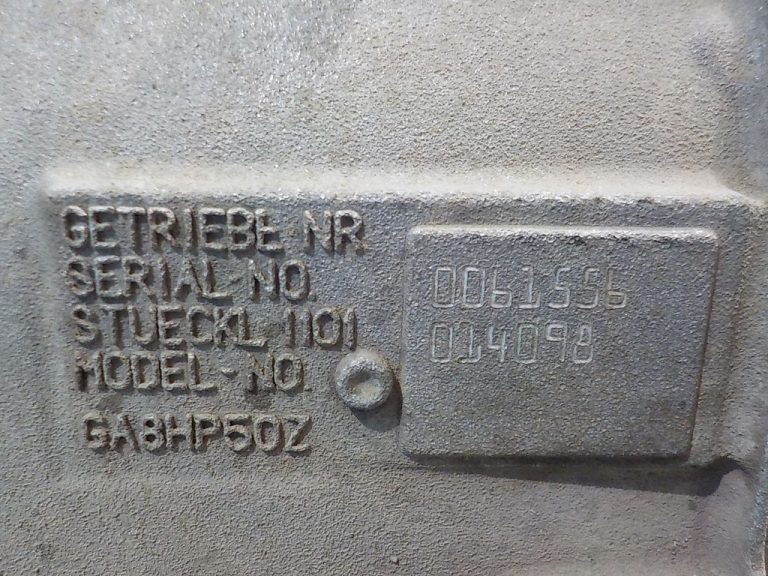 GETRIEBE-NR
SERIAL-NO.
STUECKL 1101
MODEL-NO.
GA8HP50Z
0061556
014098